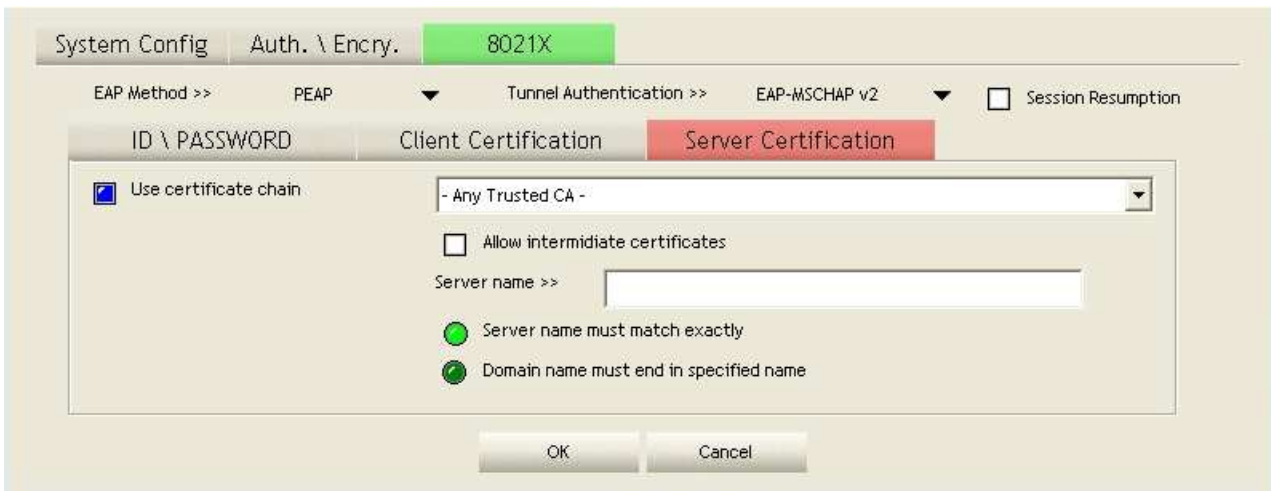 System Config Auth. \ Encry. 8021X
EAP Method >> PEAP Tunnel Authentication >> EAP-MSCHAP v2 Session Resumption
ID \ PASSWORD Client Certification Server Certification
Use certificate chain - Any Trusted CA -
Allow intermidiate certificates
Server name >>
Server name must match exactly
Domain name must end in specified name
OK Cancel